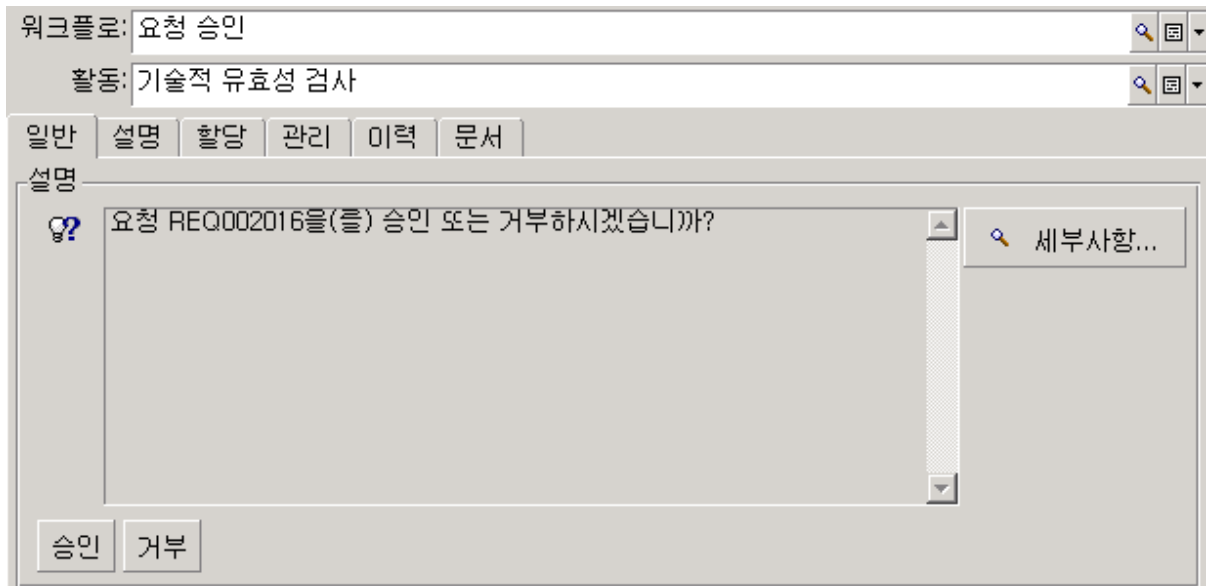 워크플로: 요청 승인
활동: 기술적 유효성 검사
일반 설명 할당 관리 이력 문서
설명
요청 REQ002016을(를) 승인 또는 거부하시겠습니까?
세부사항...
승인 거부